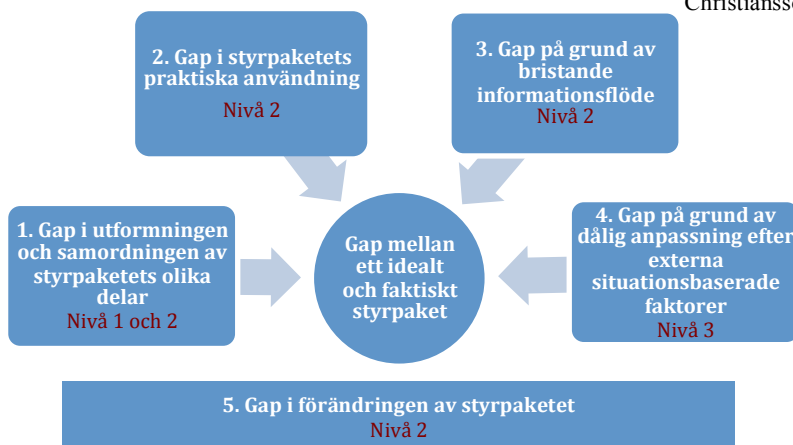 Christiansso
2. Gap i styrpaketets
praktiska användning
Nivå 2
3. Gap på grund av
bristande
informationsflöde
Nivå 2
1. Gap i utformningen
och samordningen av
styrpaketets olika
delar
Nivå 1 och 2
Gap mellan
ett idealt
och faktiskt
styrpaket
4. Gap på grund av
dålig anpassning efter
externa
situationsbaserade
faktorer
Nivå 3
5. Gap i förändringen av styrpaketet
Nivå 2